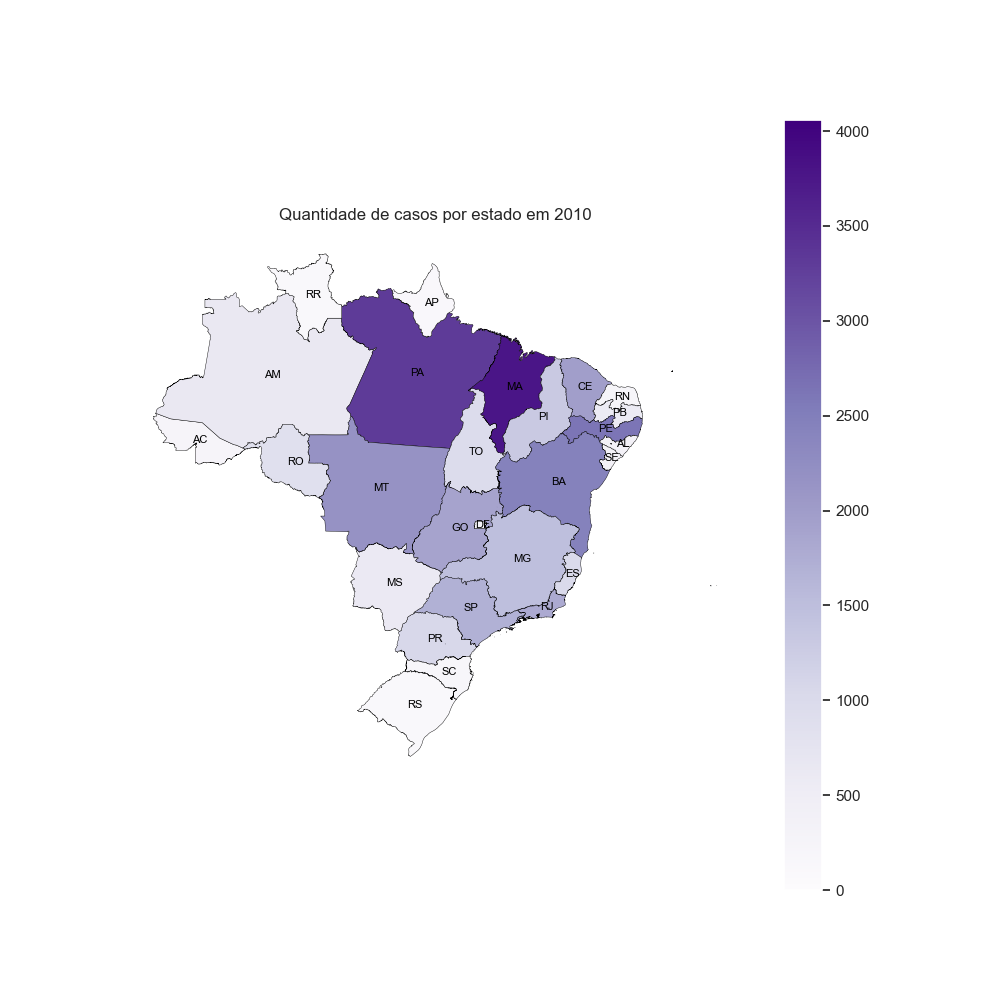 Quantidade de casos por estado em 2010
RR
AP
AM
PA
MA
CE
RN
PI
PB
PE
AC
AL
TO
SE
RO
BA
MT
GO
DF
MG
ES
MS
SP
RJ
PR
SC
RS
4000
3500
3000
2500
2000
1500
1000
500
0